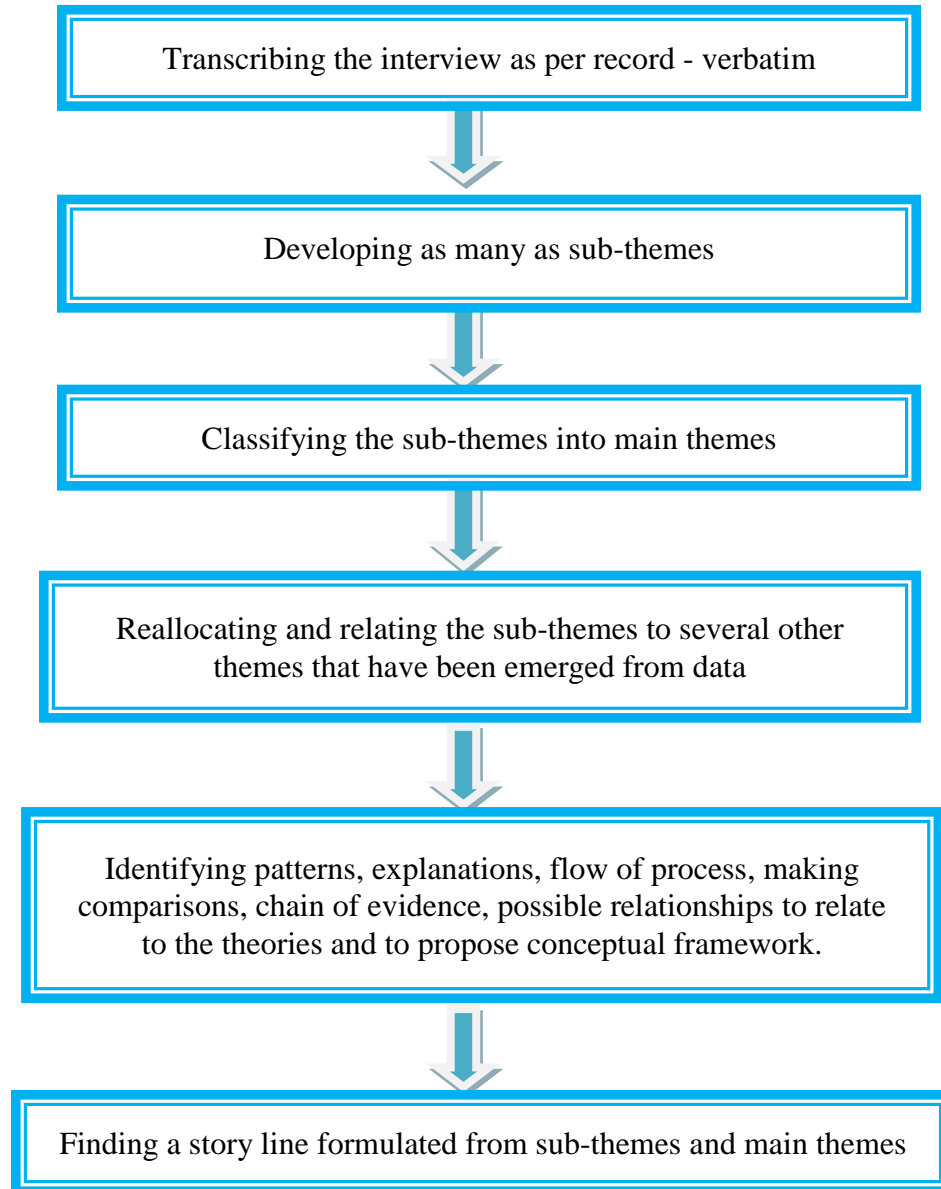 Transcribing the interview as per record - verbatim
Developing as many as sub-themes
Classifying the sub-themes into main themes
Reallocating and relating the sub-themes to several other
themes that have been emerged from data
Identifying patterns, explanations, flow of process, making
comparisons, chain of evidence, possible relationships to relate
to the theories and to propose conceptual framework.
Finding a story line formulated from sub-themes and main themes